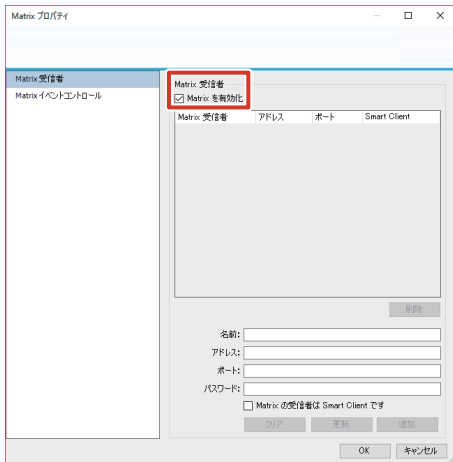 Matrix プロパティ
Matrix 受信者
Matrix イベントコントロール
Matrix 受信者
Matrix を有効化
Matrix 受信者 アドレス ポート Smart Client
削除
名前:
アドレス:
ポート:
パスワード:
Matrix の受信者は Smart Client です
クリア 更新 追加
OK キャンセル